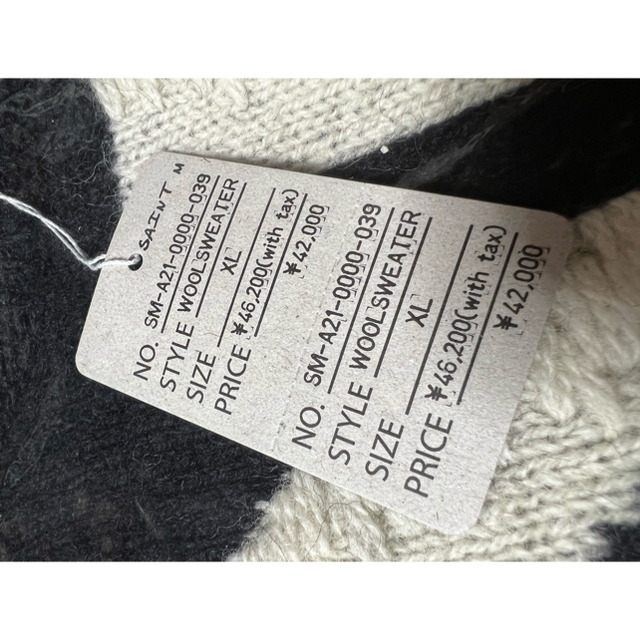 SAINT M
NO. SM-A21-0000-039
STYLE WOOLSWEATER
SIZE XL
PRICE ¥46,200(with tax)
¥42,000
NO. SM-A21-0000-039
STYLE WOOLSWEATER
SIZE XL
PRICE ¥46,200(with tax)
¥42,000